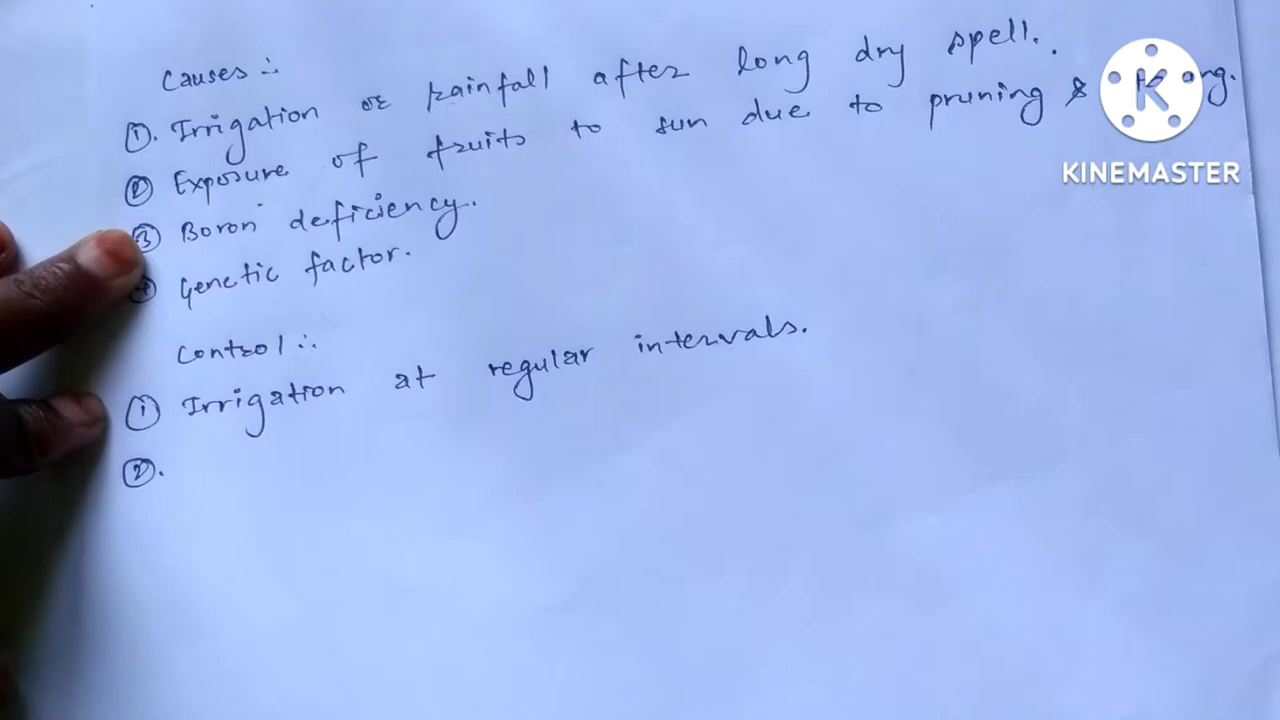 Causes :-
①. Irrigation or rainfall after long dry spell.
② Exposure of fruits to sun due to pruning &
③ Boron deficiency.
④ Genetic factor.
Control :-
① Irrigation at regular intervals.
②.
K
KINEMASTER